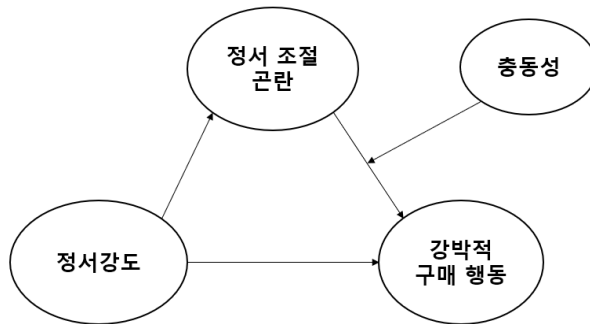 정서 조절
곤란
충동성
정서강도
강박적
구매 행동